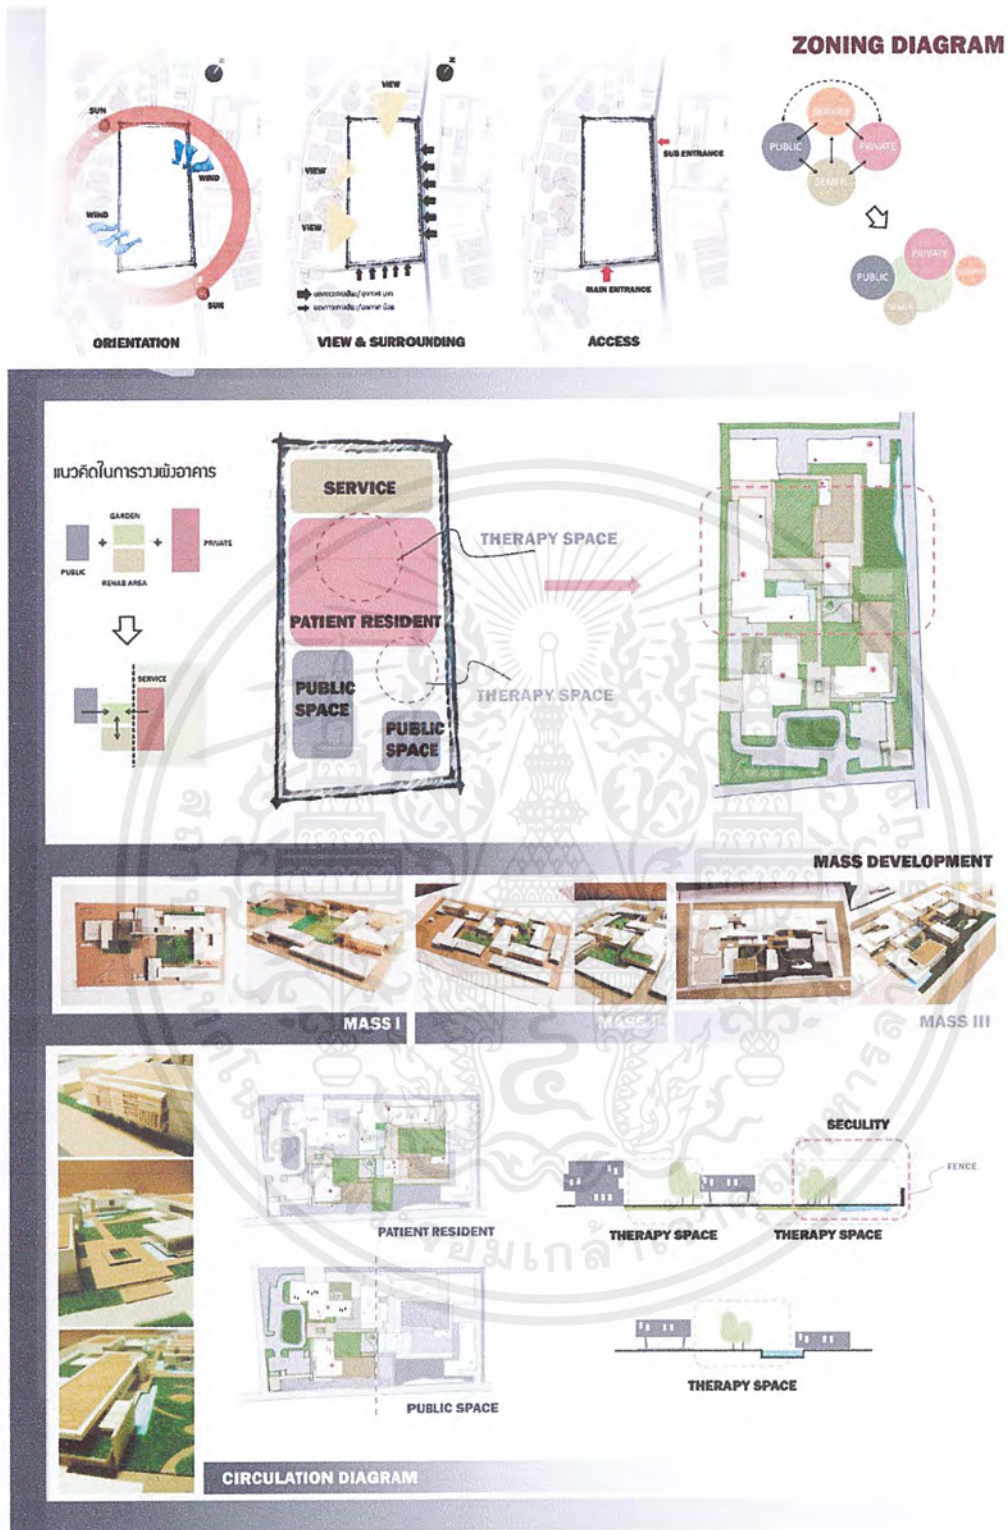 ZONING DIAGRAM
N
SUN
WIND
WIND
SUN
ORIENTATION
N
VIEW
VIEW
VIEW
VIEW & SURROUNDING
SUB ENTRANCE
MAIN ENTRANCE
ACCESS
SERVICE
PUBLIC
PRIVATE
SEMI P.
PRIVATE
PUBLIC
แนวคิดในการวางผังอาคาร
GARDEN
PUBLIC
PRIVATE
REHAB AREA
SERVICE
SERVICE
THERAPY SPACE
PATIENT RESIDENT
PUBLIC SPACE
THERAPY SPACE
PUBLIC SPACE
MASS DEVELOPMENT
MASS I
MASS II
MASS III
PATIENT RESIDENT
PUBLIC SPACE
SECULITY
FENCE
THERAPY SPACE
THERAPY SPACE
THERAPY SPACE
CIRCULATION DIAGRAM